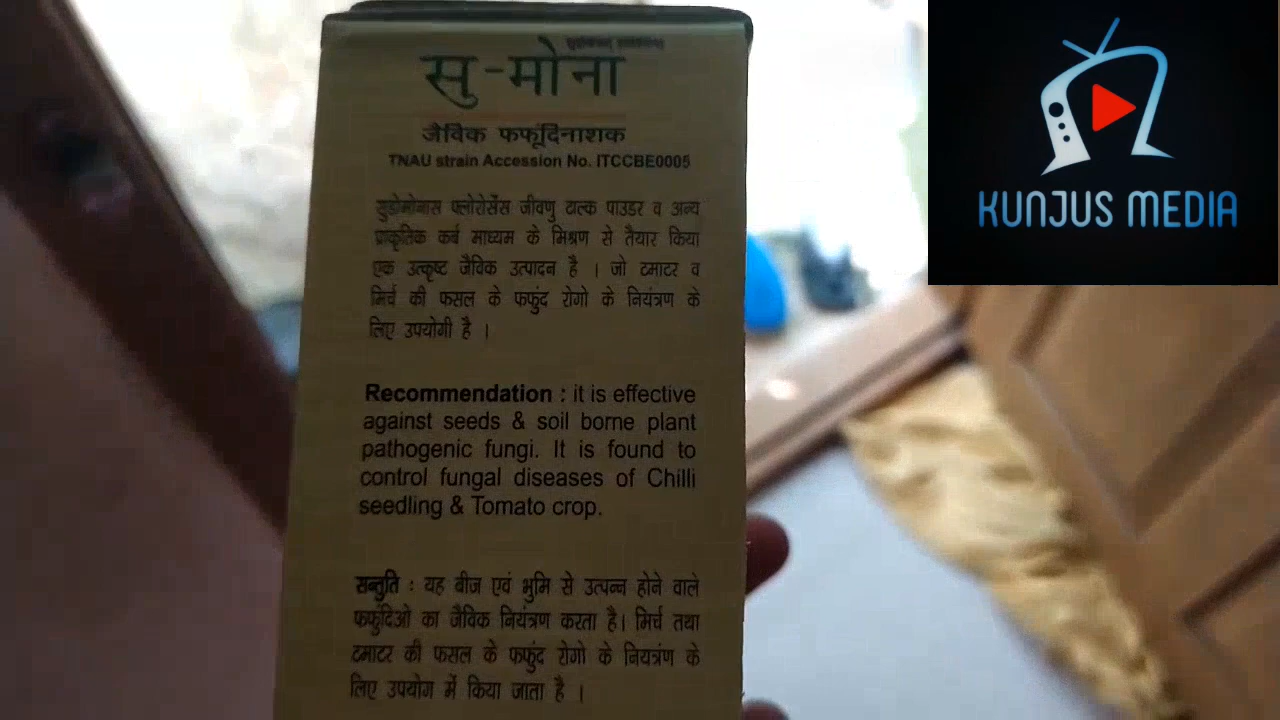 सु-मोना
जैविक फफूंदिनाशक
TNAU strain Accession No. ITCCBE0005
सुडोमोनास फ्लोरोसेंस जीवणु टाल्क पाउडर व अन्य
प्राकृतिक कर्ब माध्यम के मिश्रण से तैयार किया
एक उत्कृष्ट जैविक उत्पादन है । जो टमाटर व
मिर्च की फसल के फफुंद रोगो के नियंत्रण के
लिए उपयोगी है ।
Recommendation : it is effective
against seeds & soil borne plant
pathogenic fungi. It is found to
control fungal diseases of Chilli
seedling & Tomato crop.
सन्तुति : यह बीज एवं भुमि से उत्पन्न होने वाले
फफुंदिओ का जैविक नियंत्रण करता है। मिर्च तथा
टमाटर की फसल के फफुंद रोगो के नियत्रंण के
लिए उपयोग में किया जाता है ।
KUNJUS MEDIA